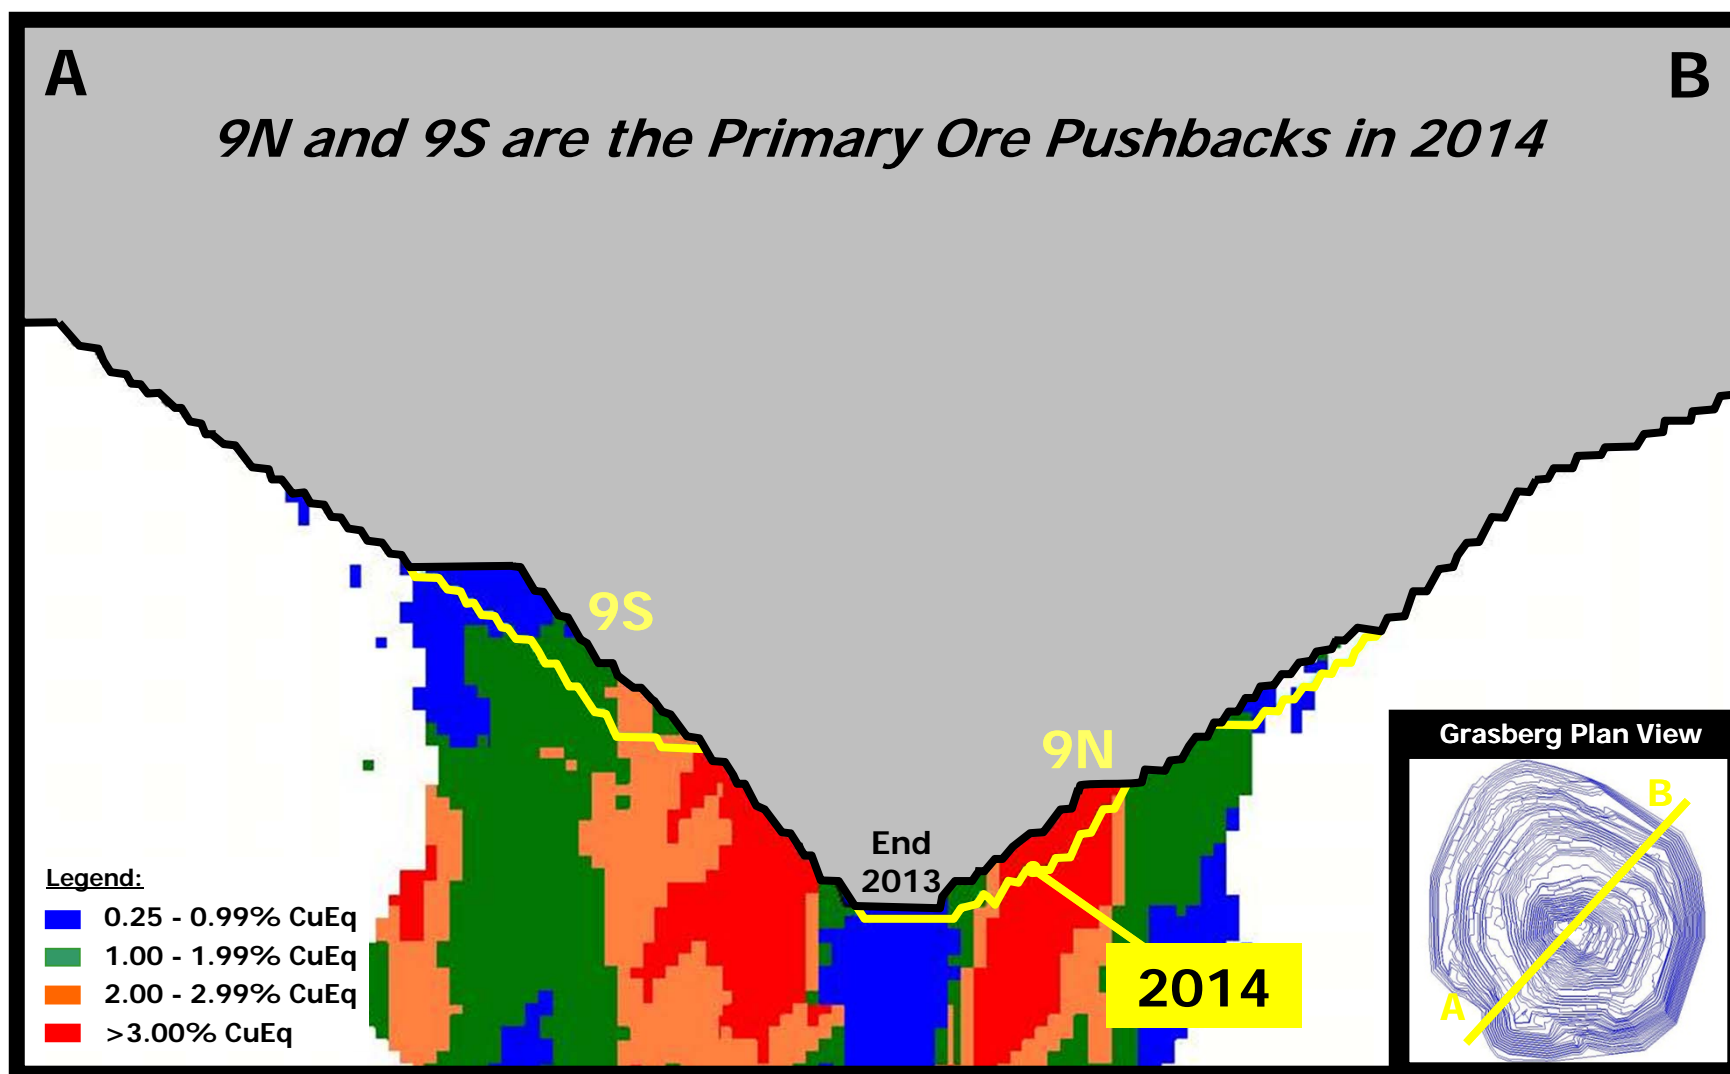 A
B
9N and 9S are the Primary Ore Pushbacks in 2014
9S
9N
End
2013
2014
Legend:
0.25 - 0.99% CuEq
1.00 - 1.99% CuEq
2.00 - 2.99% CuEq
>3.00% CuEq
Grasberg Plan View
B
A